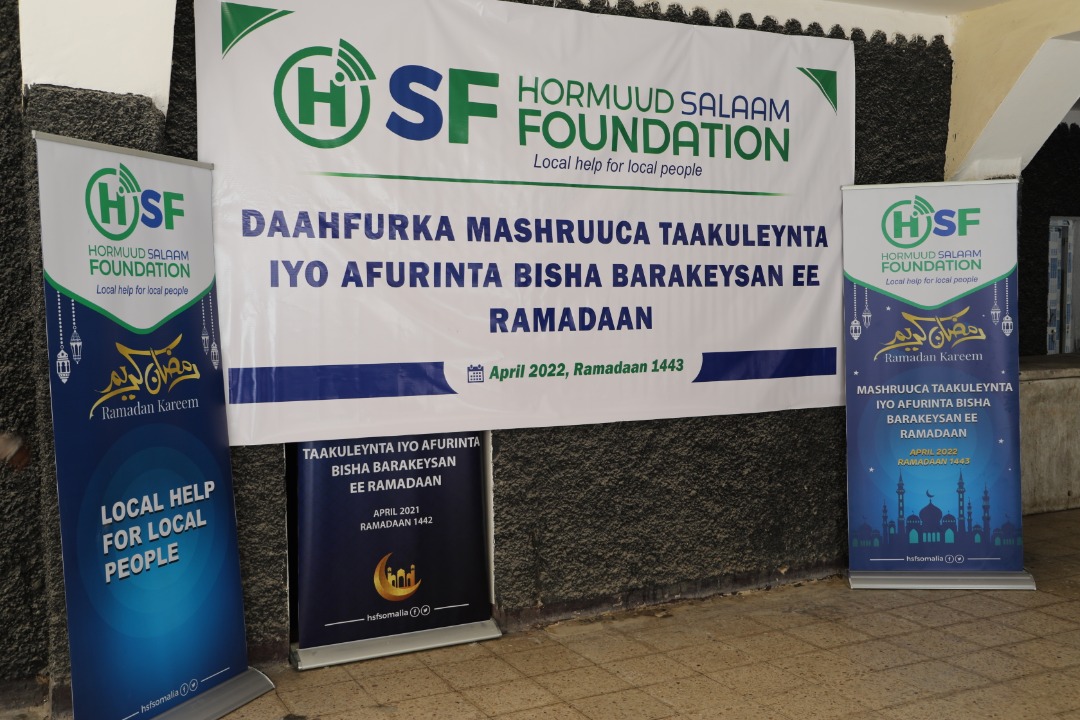 HSF HORMUUD SALAAM
FOUNDATION
Local help for local people
DAAHFURKA MASHRUUCA TAAKULEYNTA
IYO AFURINTA BISHA BARAKEYSAN EE
RAMADAAN
April 2022, Ramadaan 1443
HSF
HORMUUD SALAAM
FOUNDATION
Local help for local people
رمضان كريم
Ramadan Kareem
LOCAL HELP
FOR LOCAL
PEOPLE
hsfsomalia
TAAKULEYNTA IYO AFURINTA
BISHA BARAKEYSAN
EE RAMADAAN
APRIL 2021
RAMADAAN 1442
hsfsomalia
HSF
HORMUUD SALAAM
FOUNDATION
Local help for local people
رمضان كريم
Ramadan Kareem
MASHRUUCA TAAKULEYNTA
IYO AFURINTA BISHA
BARAKEYSAN EE
RAMADAAN
APRIL 2022
RAMADAAN 1443
hsfsomalia